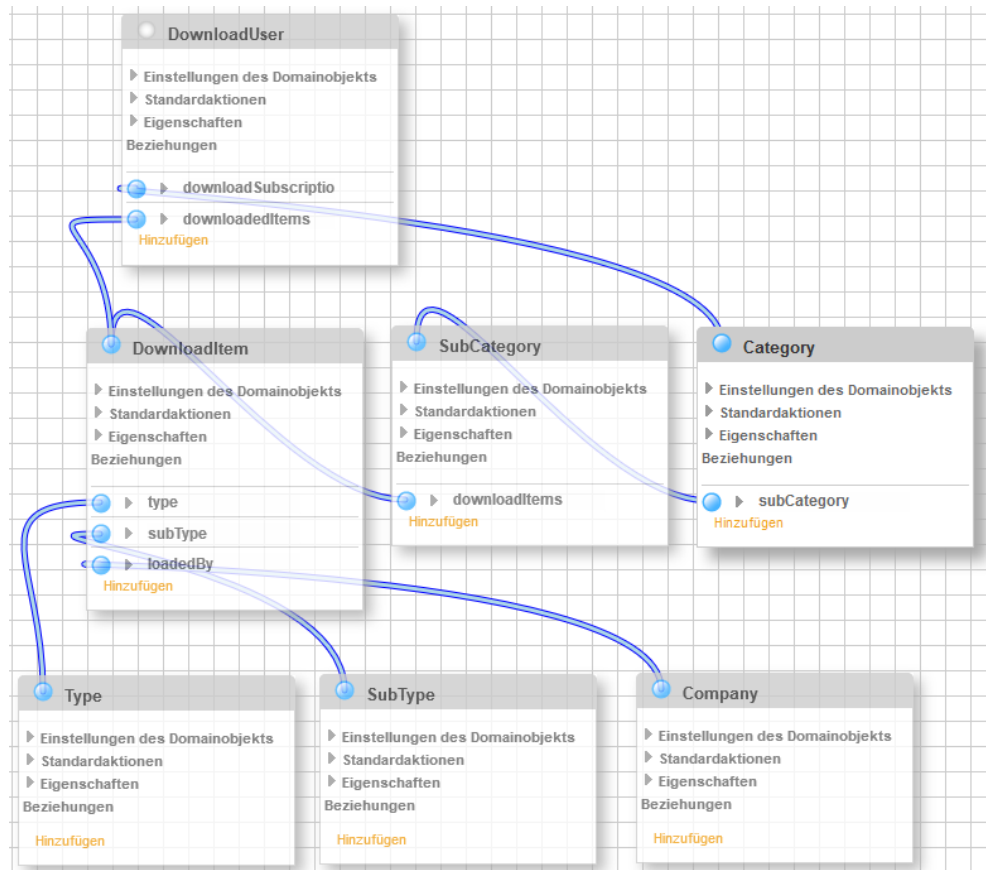 DownloadUser
Einstellungen des Domainobjekts
Standardaktionen
Eigenschaften
Beziehungen
downloadSubscriptio
downloadedItems
Hinzufügen
DownloadItem
Einstellungen des Domainobjekts
Standardaktionen
Eigenschaften
Beziehungen
type
subType
loadedBy
Hinzufügen
SubCategory
Einstellungen des Domainobjekts
Standardaktionen
Eigenschaften
Beziehungen
downloadItems
Hinzufügen
Category
Einstellungen des Domainobjekts
Standardaktionen
Eigenschaften
Beziehungen
subCategory
Hinzufügen
Type
Einstellungen des Domainobjekts
Standardaktionen
Eigenschaften
Beziehungen
Hinzufügen
SubType
Einstellungen des Domainobjekts
Standardaktionen
Eigenschaften
Beziehungen
Hinzufügen
Company
Einstellungen des Domainobjekts
Standardaktionen
Eigenschaften
Beziehungen
Hinzufügen